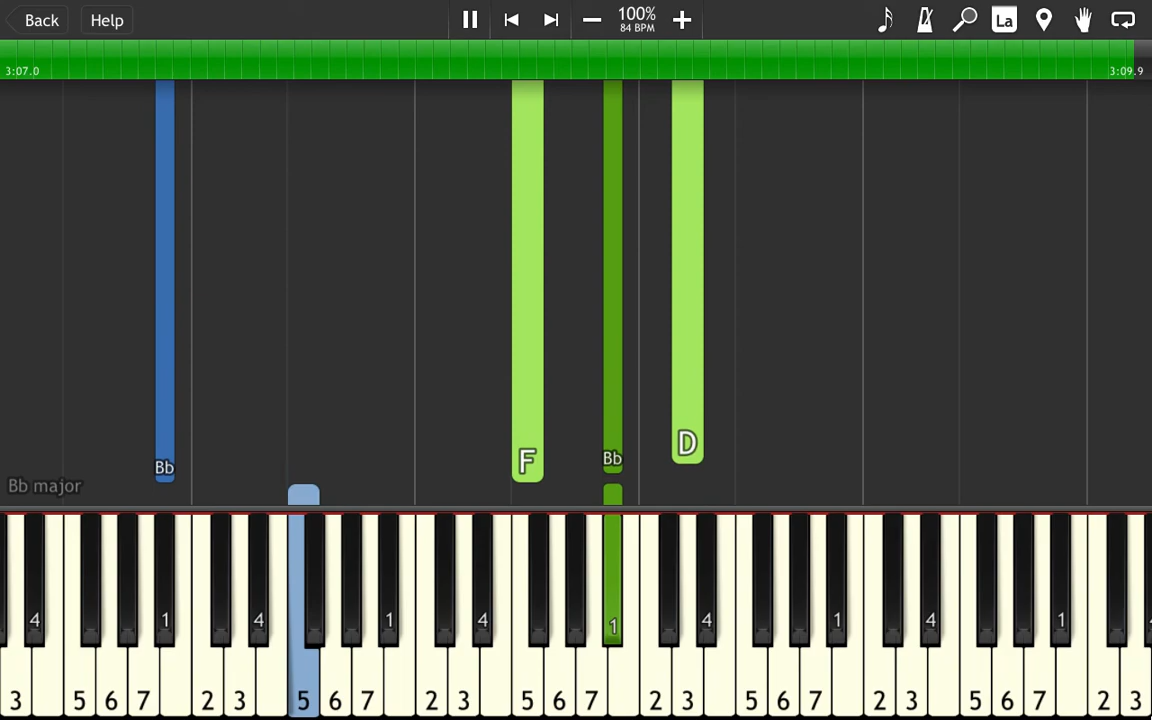 Back Help 100% La
84 BPM
3:07.0 3:09.9
D
F Bb
Bb
Bb major
4 1 4 1 4 1 4 1 4 1
3 5 6 7 2 3 5 6 7 2 3 5 6 7 2 3 5 6 7 2 3 5 6 7 2 3